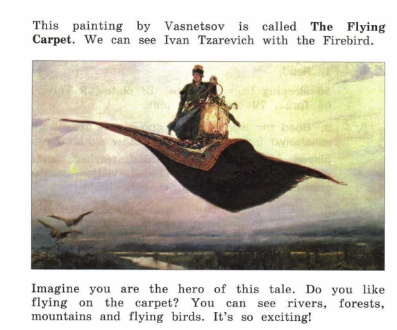 This painting by Vasnetsov is called The Flying
Carpet. We can see Ivan Tzarevich with the Firebird.
Imagine you are the hero of this tale. Do you like
flying on the carpet? You can see rivers, forests,
mountains and flying birds. It's so exciting!